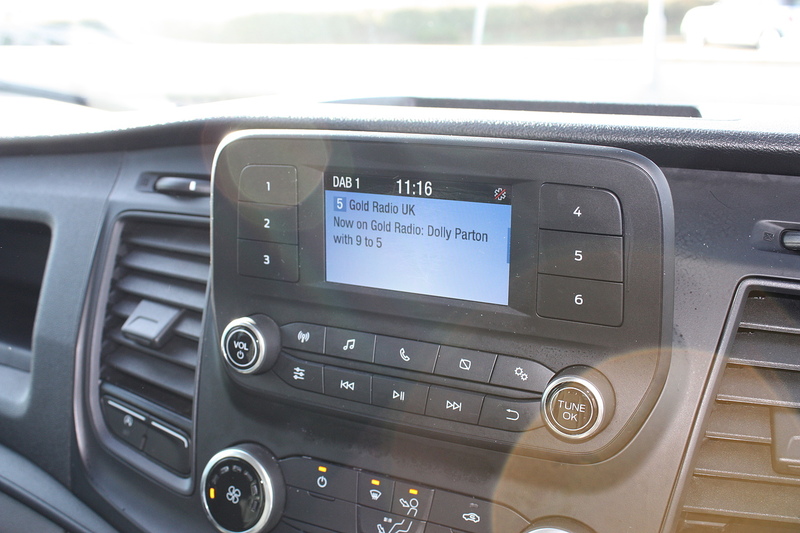 DAB 1 11:16
5 Gold Radio UK
Now on Gold Radio: Dolly Parton
with 9 to 5
1
2
3
4
5
6
VOL
TUNE
OK